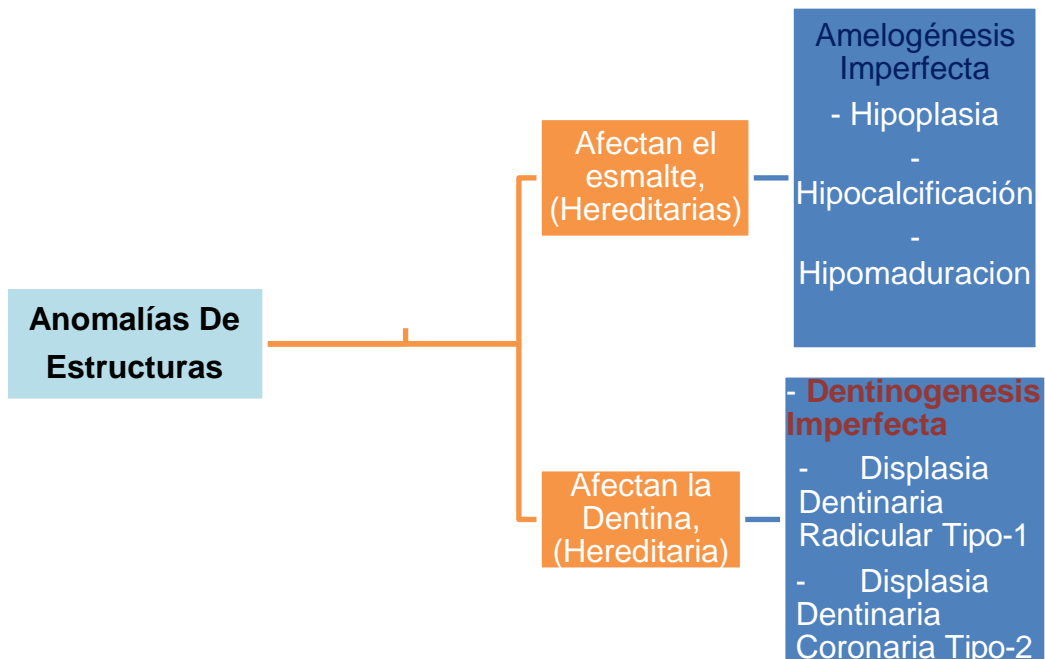 Anomalías De
Estructuras
Afectan el
esmalte,
(Hereditarias)
Amelogénesis
Imperfecta
- Hipoplasia
-
Hipocalcificación
-
Hipomaduracion
Afectan la
Dentina,
(Hereditaria)
- Dentinogenesis
Imperfecta
- Displasia
Dentinaria
Radicular Tipo-1
- Displasia
Dentinaria
Coronaria Tipo-2